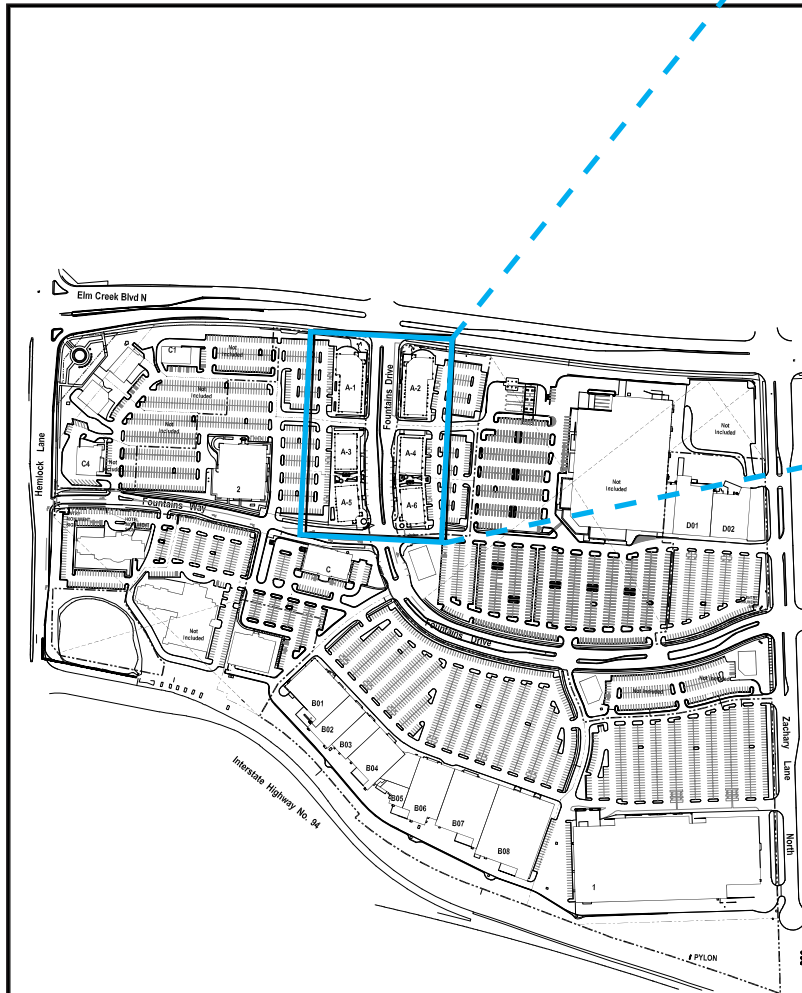 Elm Creek Blvd N
C1
Not
Included
A-1
Fountains Drive
A-2
Not
Included
Not
Included
Not
Included
Hemlock Lane
C4
Not
2
A-3
A-4
Not
Included
A-5
A-6
Fountains Way
D01
D02
HOTEL
C
Fountains Drive
Not
Included
B01
B02
B03
B04
B05
B06
B07
B08
Interstate Highway No. 94
Zachary Lane North
1
PYLON